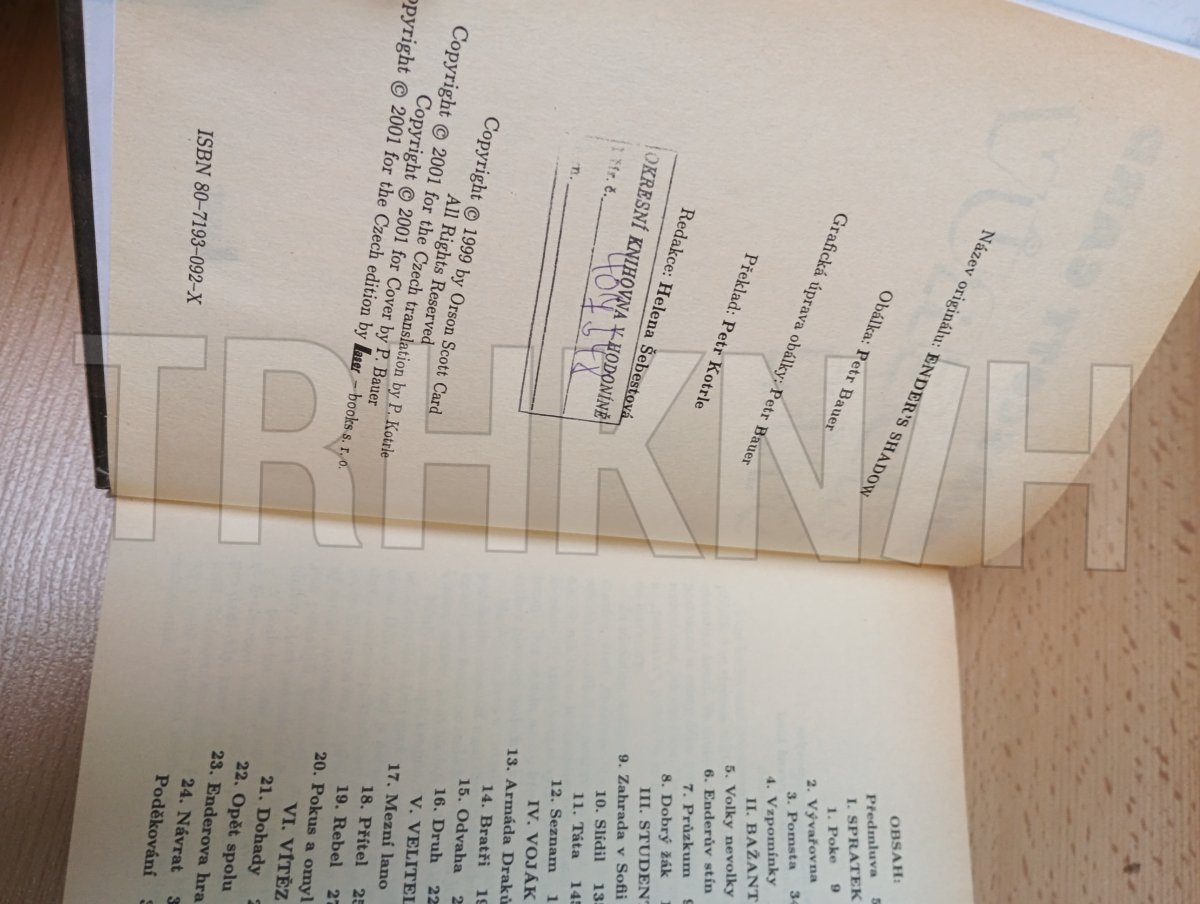 Název originálu: ENDER'S SHADOW
Obálka: Petr Bauer
Grafická úprava obálky: Petr Bauer
Překlad: Petr Kotrle
Redakce: Helena Šebestová
OKRESNÍ KNIHOVNA V HODONÍNĚ
Copyright © 1999 by Orson Scott Card
All Rights Reserved
Copyright © 2001 for the Czech translation by P. Kotrle
Copyright © 2001 for Cover by P. Bauer
Copyright © 2001 for the Czech edition by Laser – books s. r. o.
ISBN 80–7193–092–X
TRHKNIH
OBSAH:
Předmluva 5
I. SPRATEK
1. Poke 9
2. Vývařovna
3. Pomsta 34
4. Vzpomínky
II. BAŽANT
5. Volky nevolky
6. Enderův stín
7. Průzkum
8. Dobrý žák
III. STUDENT
9. Zahrada v Sofii
10. Slídil
11. Táta 145
12. Seznam
IV. VOJÁK
13. Armáda Draků
14. Bratři
15. Odvaha
16. Druh
V. VELITEL
17. Mezní lano
18. Přítel
19. Rebel
20. Pokus a omyl
VI. VÍTĚZ
21. Dohady
22. Opět spolu
23. Enderova hra
24. Návrat
Poděkování